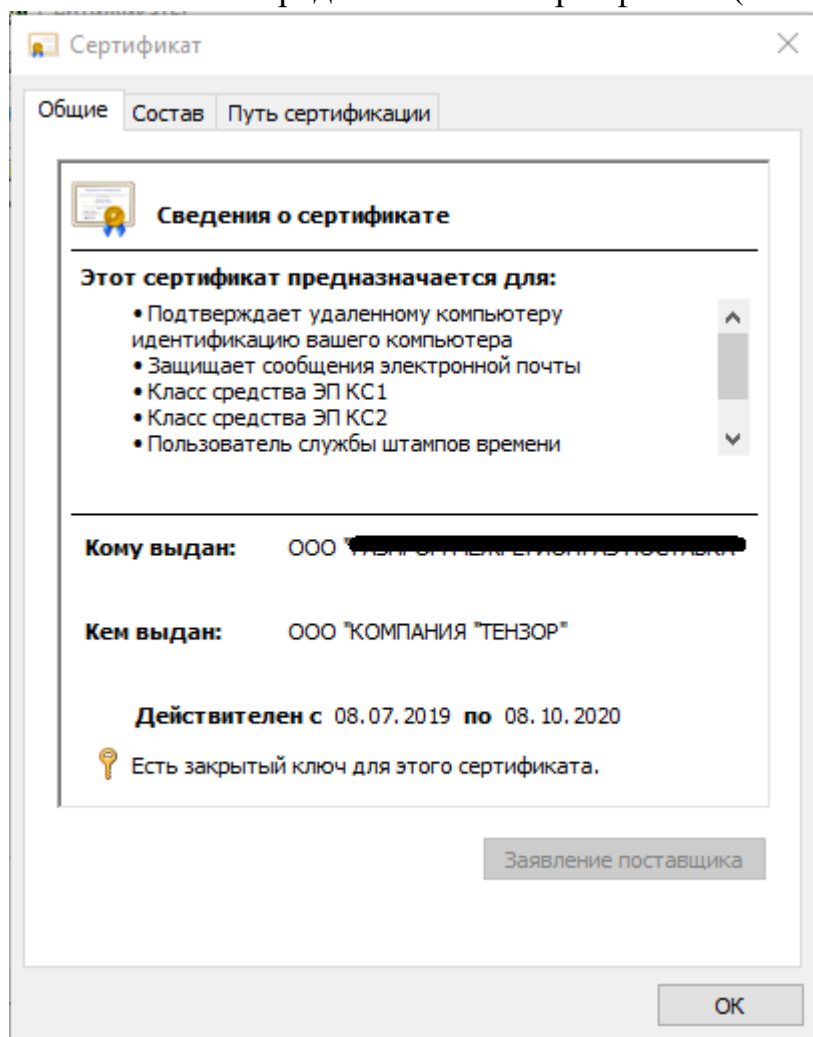 Сертификат
Общие Состав Путь сертификации
Сведения о сертификате
Этот сертификат предназначается для:
• Подтверждает удаленному компьютеру
идентификацию вашего компьютера
• Защищает сообщения электронной почты
• Класс средства ЭП КС1
• Класс средства ЭП КС2
• Пользователь службы штампов времени
Кому выдан: ООО "
Кем выдан: ООО "КОМПАНИЯ "ТЕНЗОР"
Действителен с 08.07.2019 по 08.10.2020
Есть закрытый ключ для этого сертификата.
Заявление поставщика
ОК